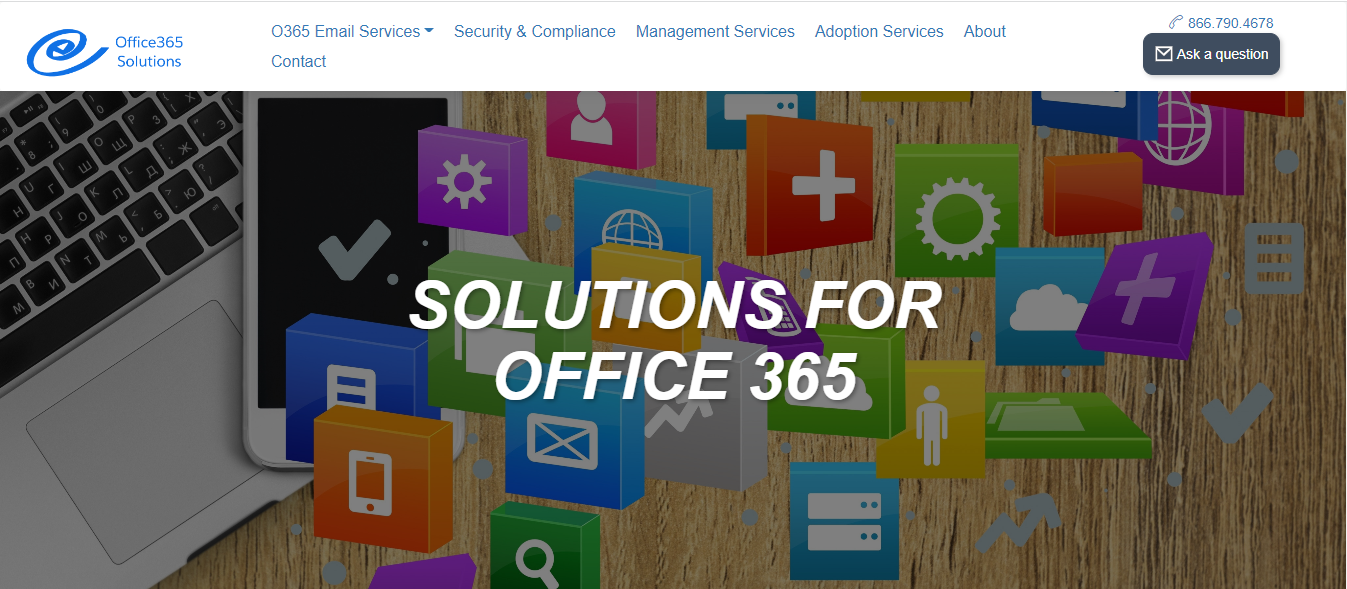 Office365
Solutions
O365 Email Services
Security & Compliance
Management Services
Adoption Services
About
Contact
866.790.4678
Ask a question
SOLUTIONS FOR
OFFICE 365